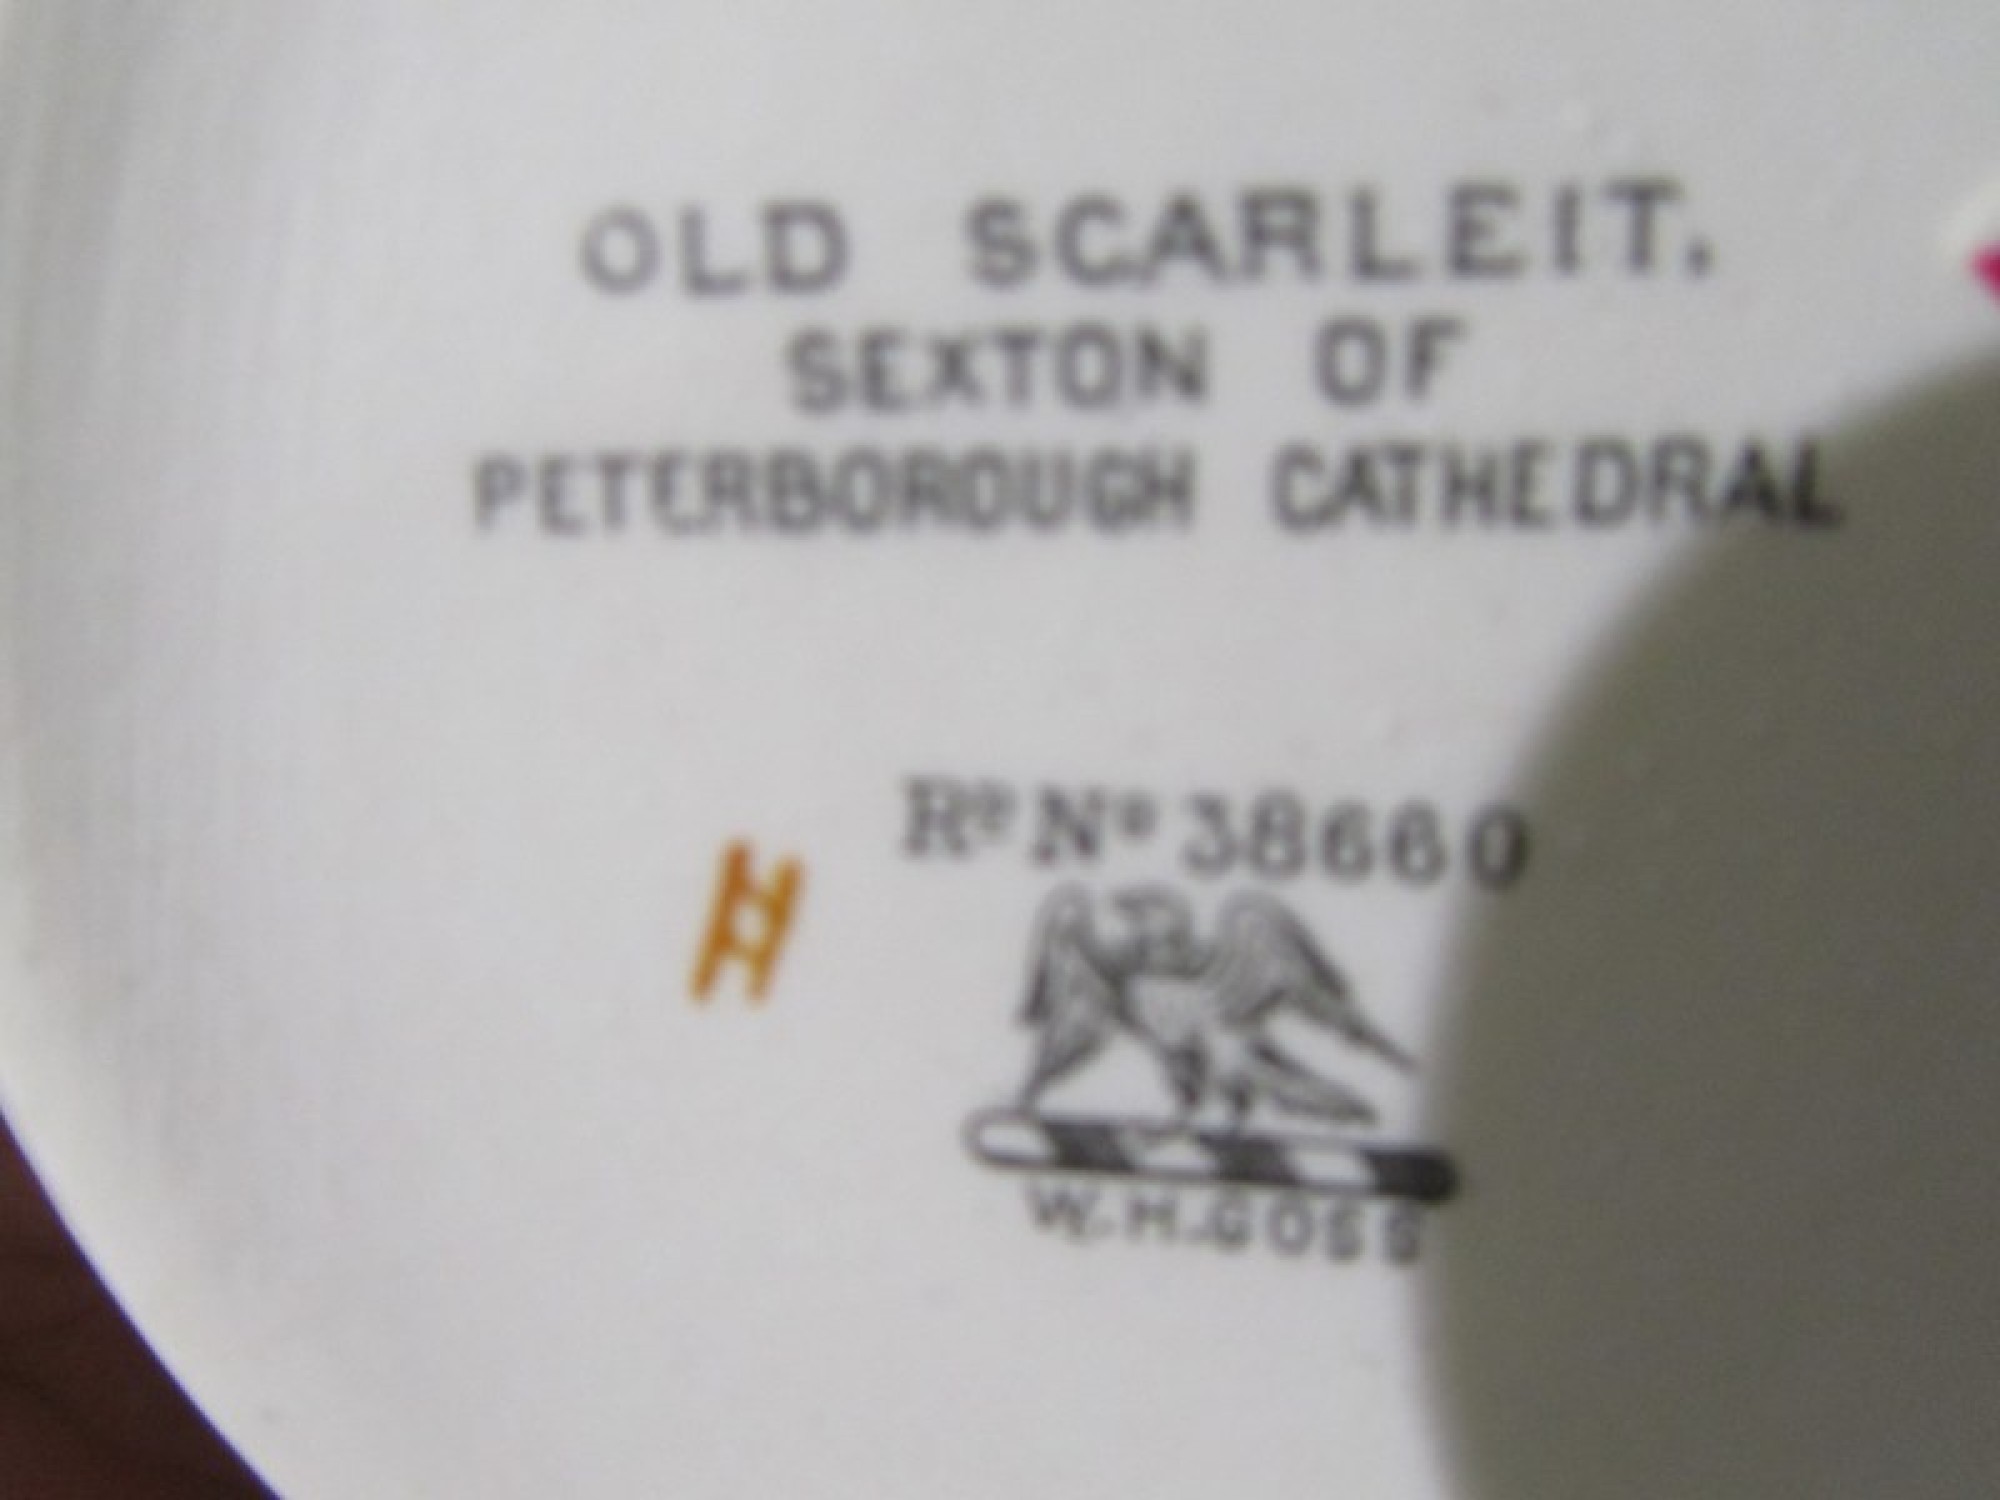 OLD SCARLEIT.
SEXTON OF
PETERBOROUGH CATHEDRAL
Rᵈ Nº 38660
W.H.GOSS